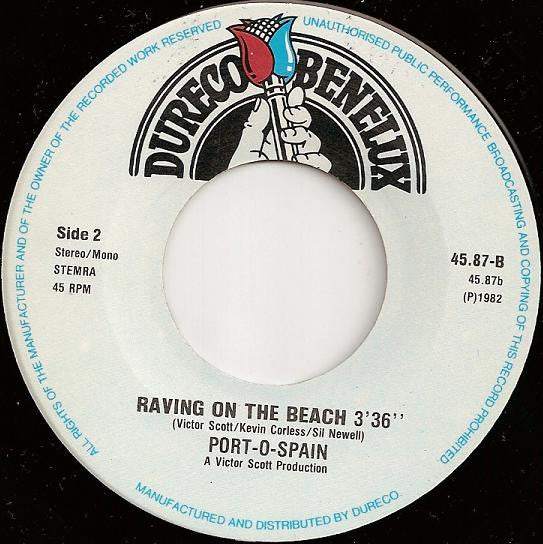 ALL RIGHTS OF THE MANUFACTURER AND OF THE OWNER OF THE RECORDED WORK RESERVED
UNAUTHORISED PUBLIC PERFORMANCE, BROADCASTING AND COPYING OF THIS RECORD PROHIBITED
DURECO BENELUX
Side 2
Stereo/Mono
STEMRA
45 RPM
45.87-B
45.87b
(P)1982
RAVING ON THE BEACH 3'36''
(Victor Scott/Kevin Corless/Sil Newell)
PORT-O-SPAIN
A Victor Scott Production
MANUFACTURED AND DISTRIBUTED BY DURECO.